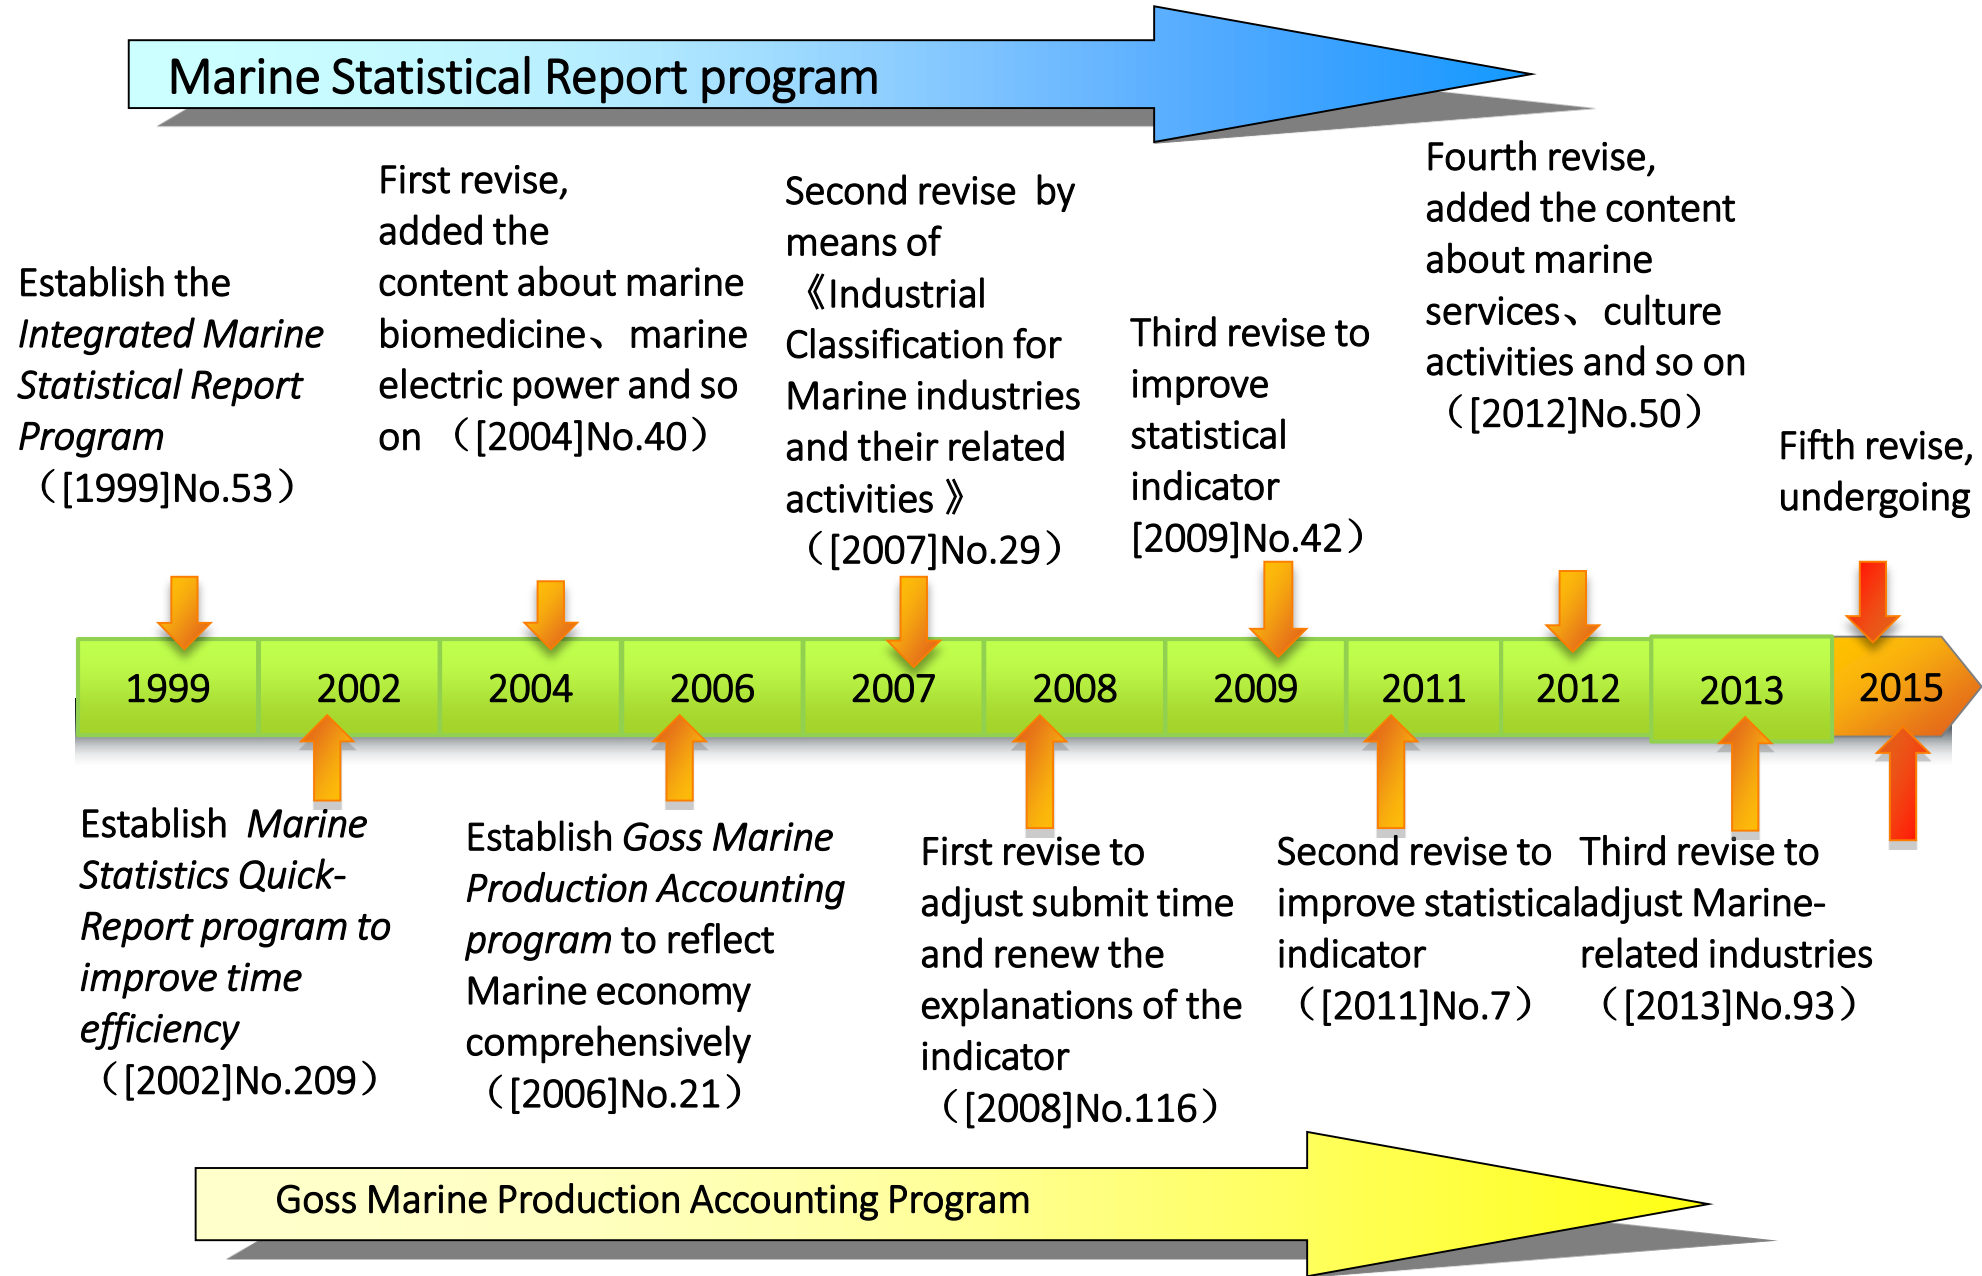 Marine Statistical Report program
Establish the
Integrated Marine
Statistical Report
Program
（[1999]No.53）
First revise,
added the
content about marine
biomedicine、marine
electric power and so
on （[2004]No.40）
Second revise by
means of
《Industrial
Classification for
Marine industries
and their related
activities 》
（[2007]No.29）
Third revise to
improve
statistical
indicator
[2009]No.42）
Fourth revise,
added the content
about marine
services、culture
activities and so on
（[2012]No.50）
Fifth revise,
undergoing
1999 2002 2004 2006 2007 2008 2009 2011 2012 2013 2015
Establish Marine
Statistics Quick-
Report program to
improve time
efficiency
（[2002]No.209）
Establish Goss Marine
Production Accounting
program to reflect
Marine economy
comprehensively
（[2006]No.21）
First revise to
adjust submit time
and renew the
explanations of the
indicator
（[2008]No.116）
Second revise to
improve statistical
indicator
（[2011]No.7）
Third revise to
adjust Marine-
related industries
（[2013]No.93）
Goss Marine Production Accounting Program